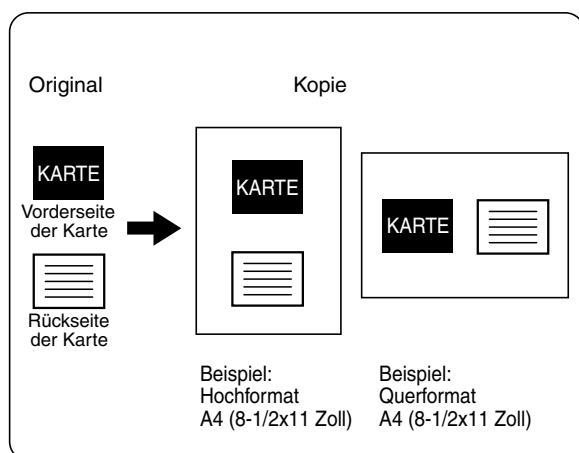 Original
Kopie
KARTE
Vorderseite
der Karte
Rückseite
der Karte
KARTE
KARTE
Beispiel:
Hochformat
A4 (8-1/2x11 Zoll)
Beispiel:
Querformat
A4 (8-1/2x11 Zoll)